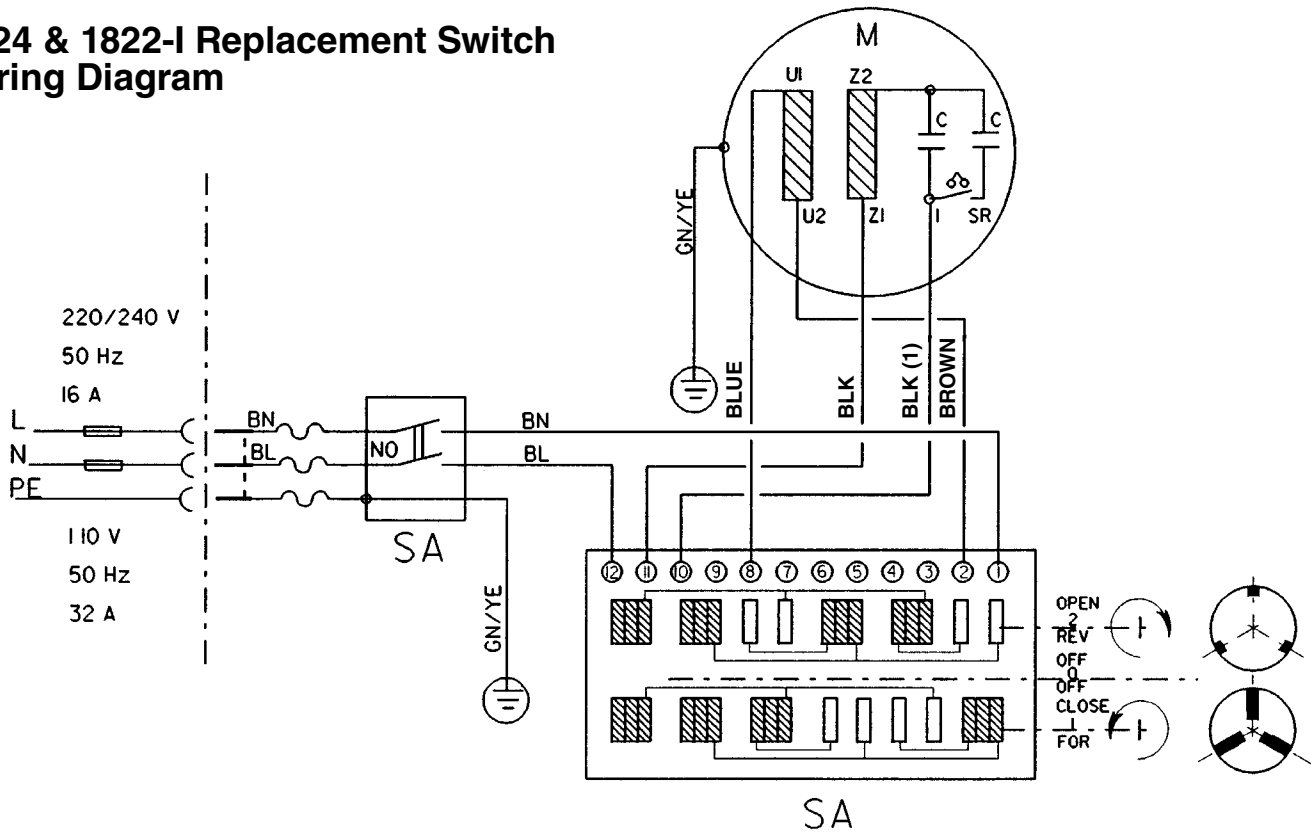 24 & 1822-I Replacement Switch
ring Diagram
M
U1
Z2
C
C
U2
Z1
1
SR
GN/YE
220/240 V
50 Hz
16 A
BLUE
BLK
BLK (1)
BROWN
L
BN
BN
N
BL
NO
BL
PE
SA
110 V
50 Hz
32 A
GN/YE
12 11 10 9 8 7 6 5 4 3 2 1
OPEN
2
REV
OFF
0
OFF
CLOSE
1
FOR
SA